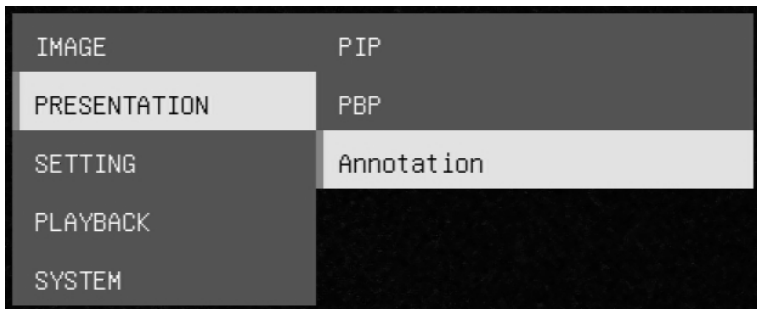 IMAGE
PRESENTATION
SETTING
PLAYBACK
SYSTEM
PIP
PBP
Annotation